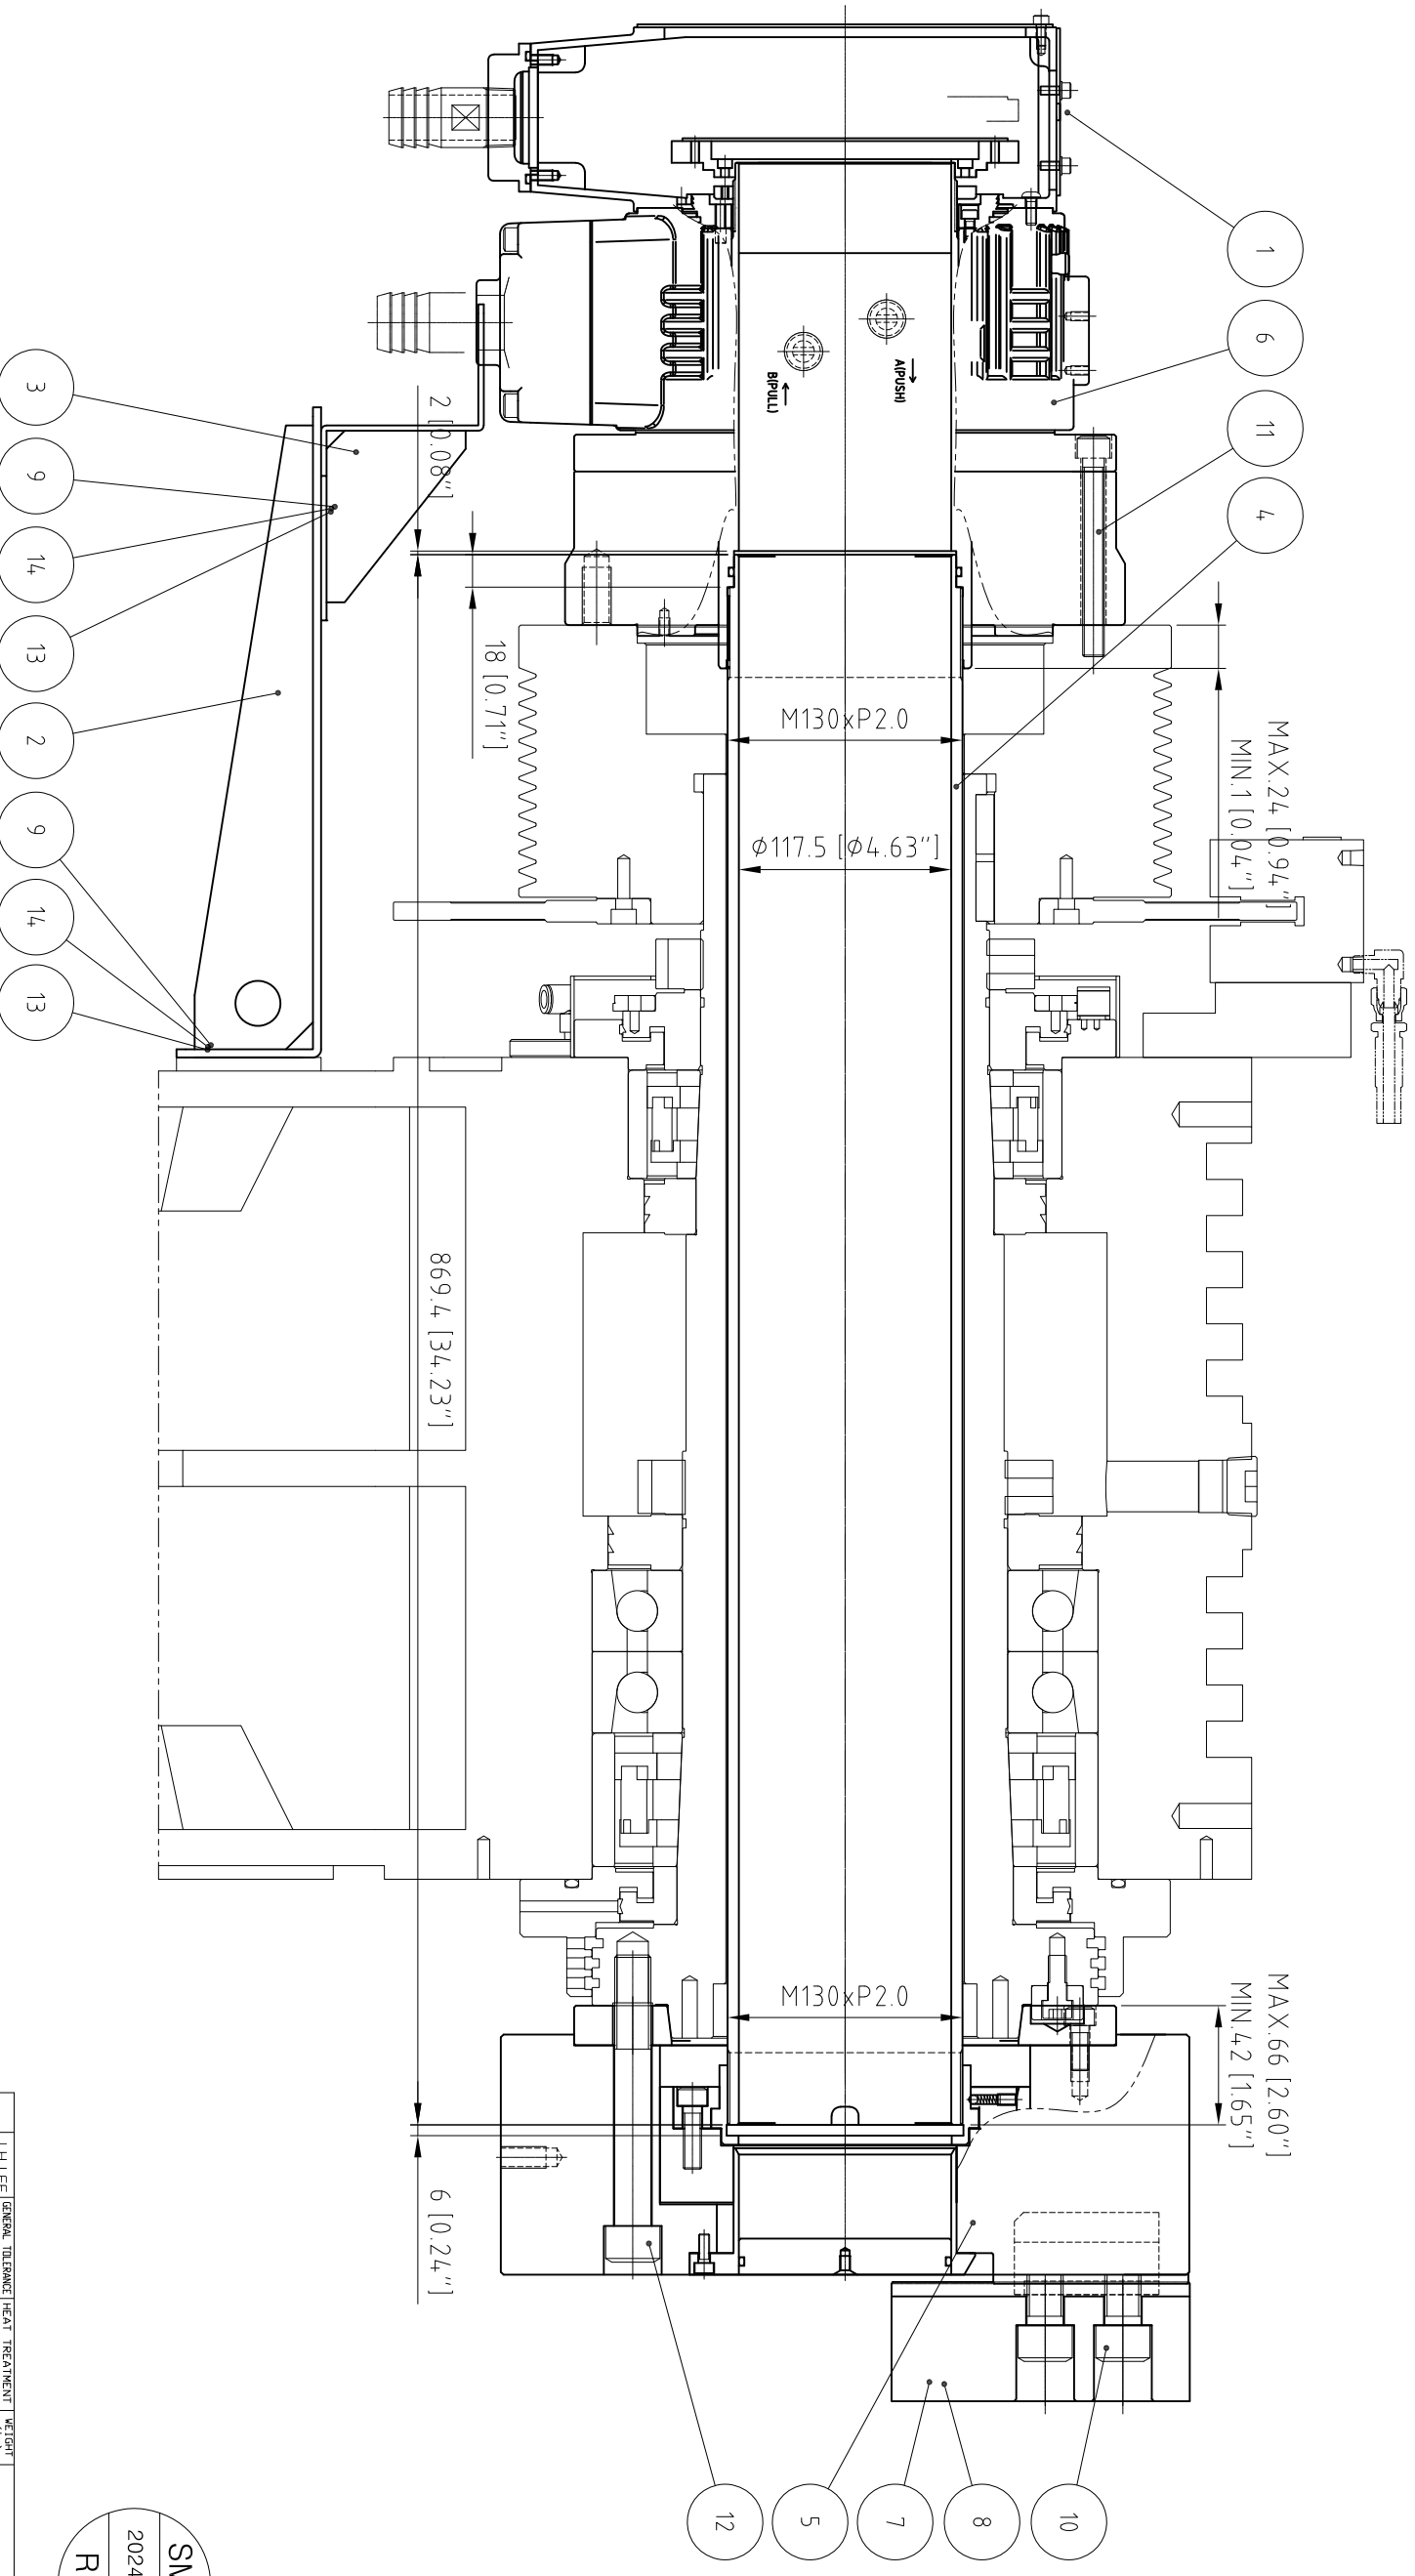 1
6
11
4
A(PUSH)
B(PULL)
3
9
14
13
2
9
14
13
2 [0.08"]
18 [0.71"]
M130xP2.0
Ø117.5 [Ø4.63"]
MAX.24 [0.94"]
MIN.1 [0.04"]
869.4 [34.23"]
M130xP2.0
MAX.66 [2.60"]
MIN.42 [1.65"]
6 [0.24"]
12
5
7
8
10
GENERAL TOLERANCE
HEAT TREATMENT
WEIGHT
2024
R